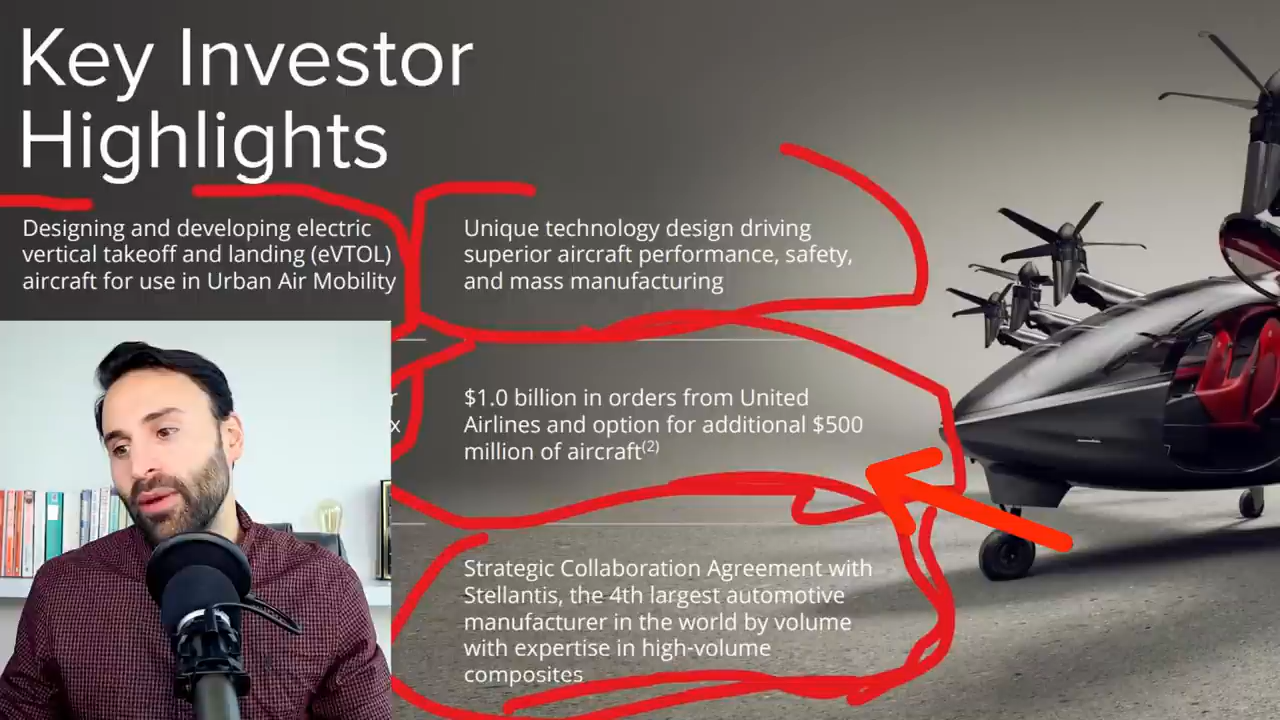 Key Investor
Highlights
Designing and developing electric
vertical takeoff and landing (eVTOL)
aircraft for use in Urban Air Mobility
Unique technology design driving
superior aircraft performance, safety,
and mass manufacturing
r
x
$1.0 billion in orders from United
Airlines and option for additional $500
million of aircraft(2)
Strategic Collaboration Agreement with
Stellantis, the 4th largest automotive
manufacturer in the world by volume
with expertise in high-volume
composites